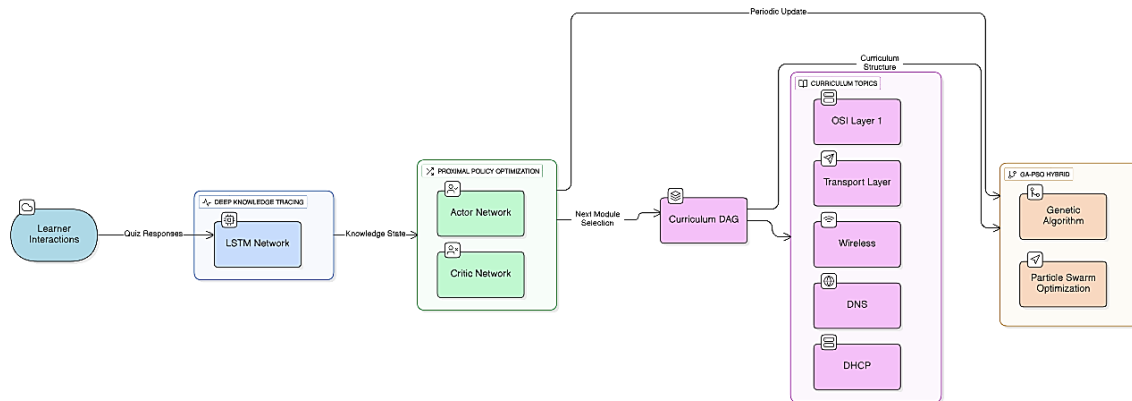 Periodic Update
Curriculum
Structure
CURRICULUM TOPICS
OSI Layer 1
PROXIMAL POLICY OPTIMIZATION
GA-PSO HYBRID
Transport Layer
DEEP KNOWLEDGE TRACING
Actor Network
Genetic
Algorithm
Learner
Interactions
Quiz Responses
LSTM Network
Knowledge State
Next Module
Selection
Curriculum DAG
Wireless
Critic Network
Particle Swarm
Optimization
DNS
DHCP